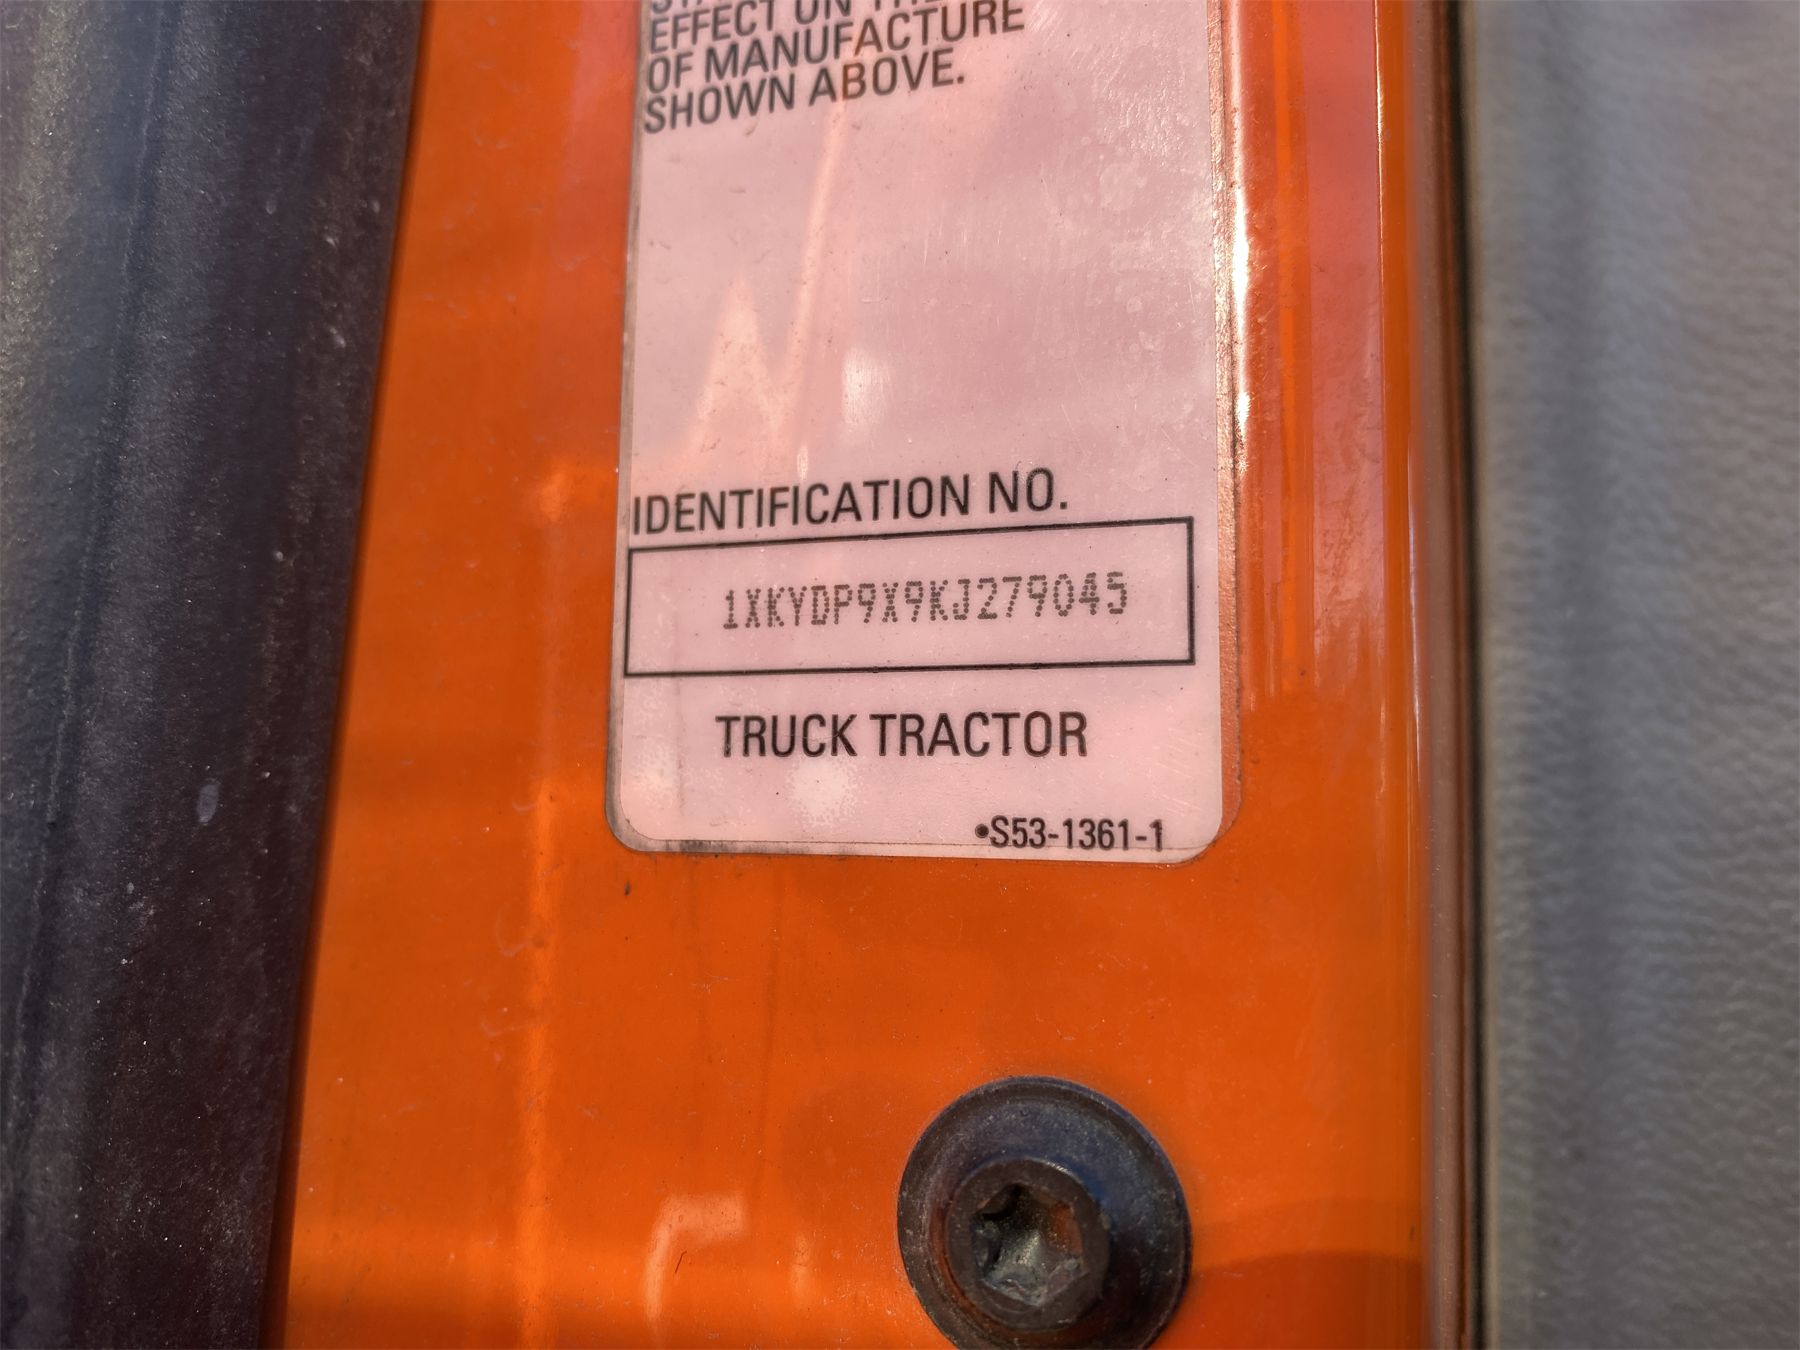 EFFECT ON THE
OF MANUFACTURE
SHOWN ABOVE.
IDENTIFICATION NO.
1XKYDP9X9KJ279045
TRUCK TRACTOR
•S53-1361-1